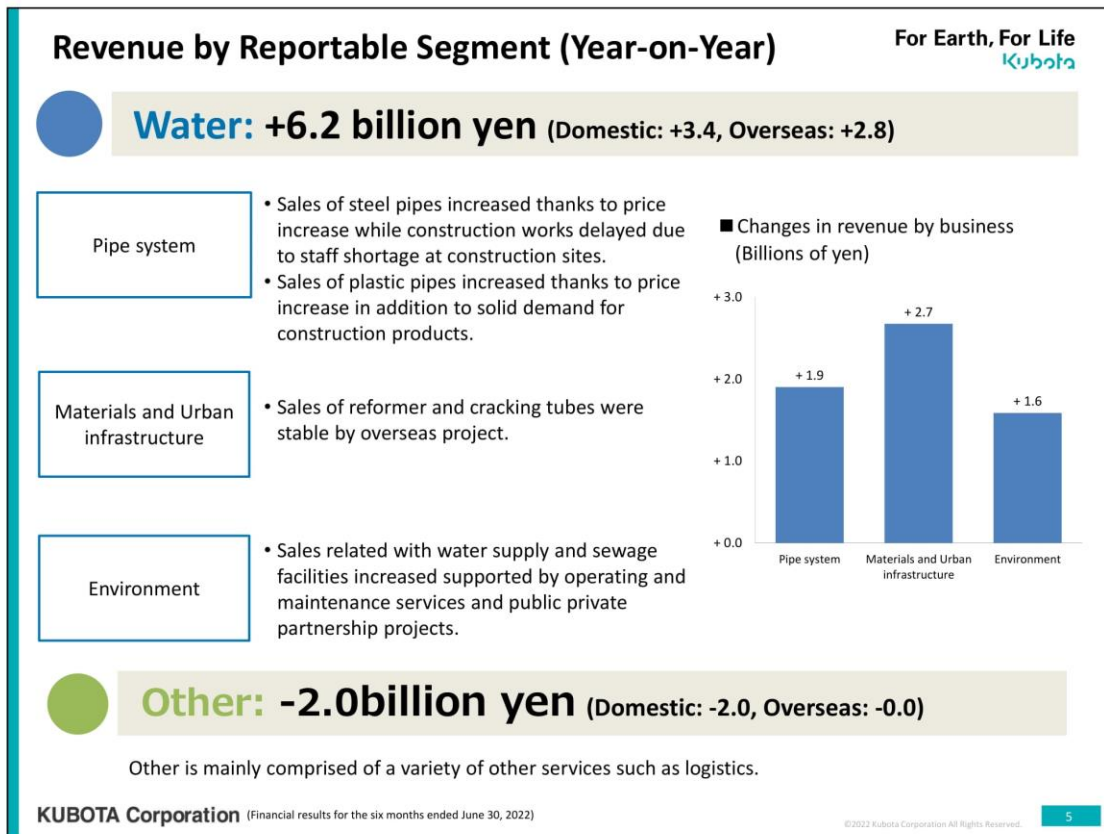 Revenue by Reportable Segment (Year-on-Year)
For Earth, For Life
Kubota
Water: +6.2 billion yen (Domestic: +3.4, Overseas: +2.8)
Pipe system
• Sales of steel pipes increased thanks to price
increase while construction works delayed due
to staff shortage at construction sites.
• Sales of plastic pipes increased thanks to price
increase in addition to solid demand for
construction products.
Materials and Urban
infrastructure
• Sales of reformer and cracking tubes were
stable by overseas project.
Environment
• Sales related with water supply and sewage
facilities increased supported by operating and
maintenance services and public private
partnership projects.
■ Changes in revenue by business
(Billions of yen)
+ 3.0
+ 2.0
+ 1.0
+ 0.0
+ 1.9
+ 2.7
+ 1.6
Pipe system
Materials and Urban
infrastructure
Environment
Other: -2.0billion yen (Domestic: -2.0, Overseas: -0.0)
Other is mainly comprised of a variety of other services such as logistics.
KUBOTA Corporation (Financial results for the six months ended June 30, 2022)
©2022 Kubota Corporation All Rights Reserved.
5